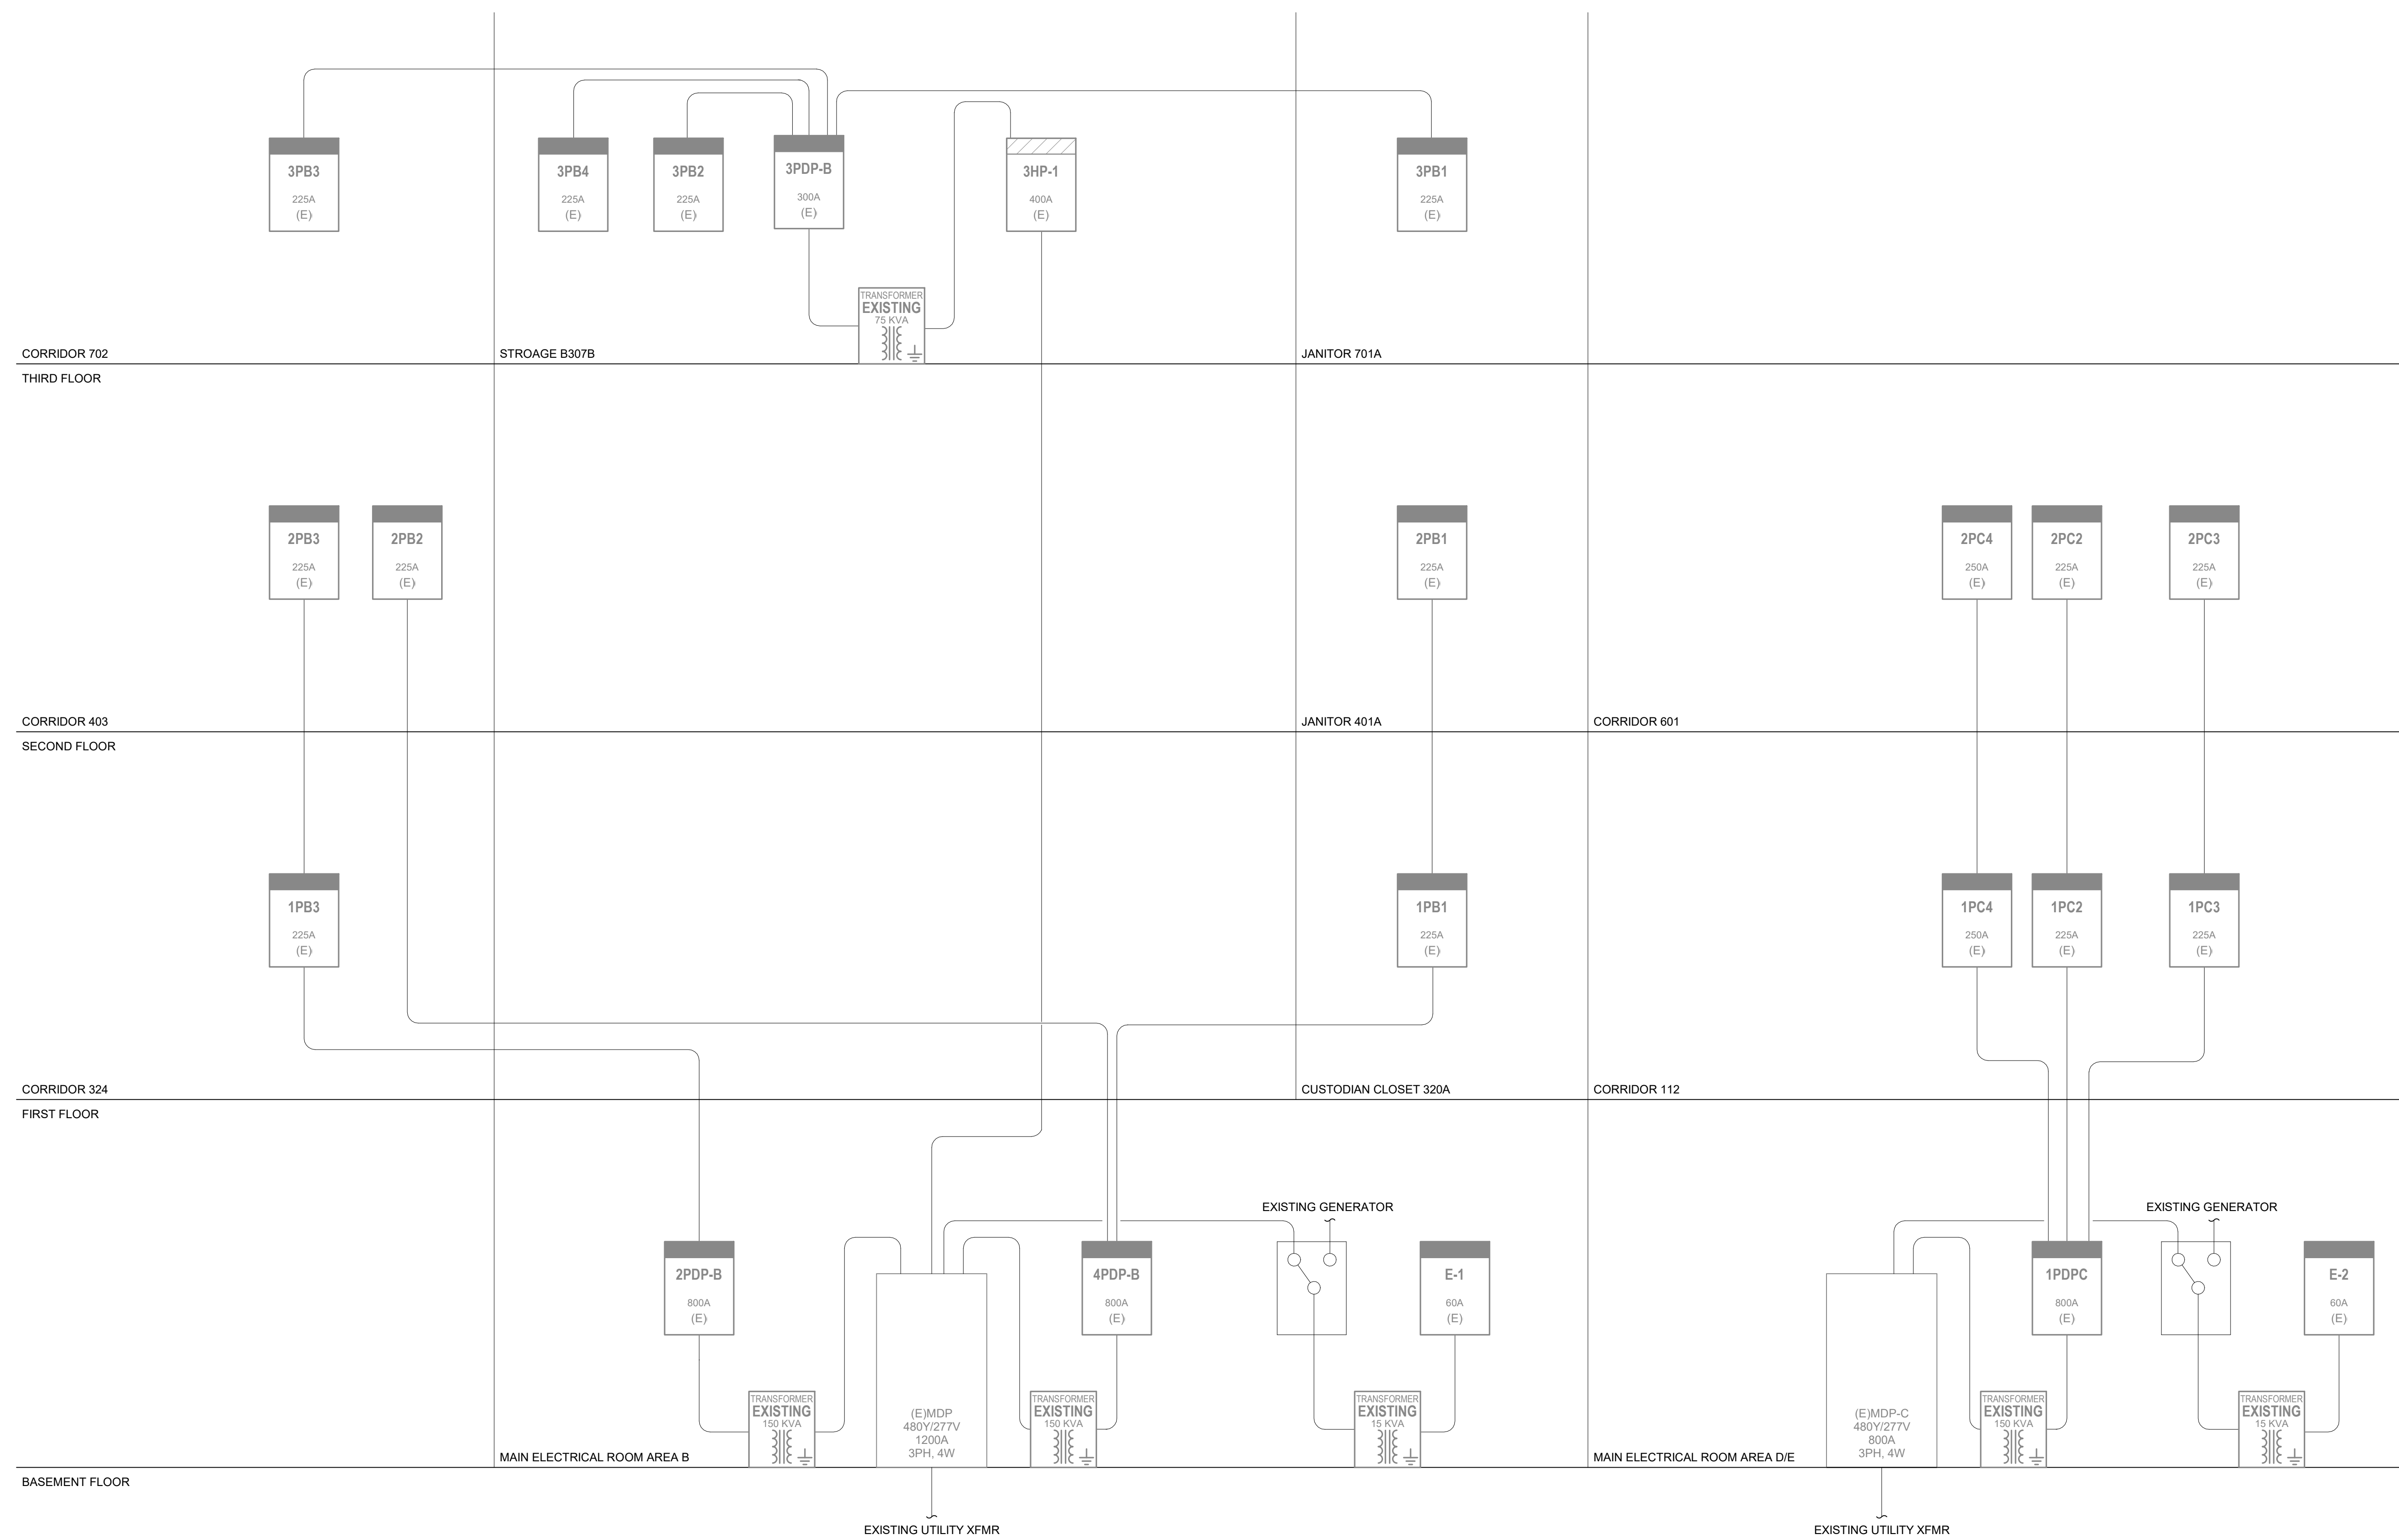 3PB3
225A
(E)
3PB4
225A
(E)
3PB2
225A
(E)
3PDP-B
300A
(E)
3HP-1
400A
(E)
3PB1
225A
(E)
TRANSFORMER
EXISTING
75 KVA
CORRIDOR 702
STROAGE B307B
JANITOR 701A
THIRD FLOOR
2PB3
225A
(E)
2PB2
225A
(E)
2PB1
225A
(E)
2PC4
250A
(E)
2PC2
225A
(E)
2PC3
225A
(E)
CORRIDOR 403
JANITOR 401A
CORRIDOR 601
SECOND FLOOR
1PB3
225A
(E)
1PB1
225A
(E)
1PC4
250A
(E)
1PC2
225A
(E)
1PC3
225A
(E)
CORRIDOR 324
CUSTODIAN CLOSET 320A
CORRIDOR 112
FIRST FLOOR
EXISTING GENERATOR
EXISTING GENERATOR
2PDP-B
800A
(E)
4PDP-B
800A
(E)
E-1
60A
(E)
1PDPC
800A
(E)
E-2
60A
(E)
TRANSFORMER
EXISTING
150 KVA
(E)MDP
480Y/277V
1200A
3PH, 4W
TRANSFORMER
EXISTING
150 KVA
TRANSFORMER
EXISTING
15 KVA
(E)MDP-C
480Y/277V
800A
3PH, 4W
TRANSFORMER
EXISTING
150 KVA
TRANSFORMER
EXISTING
15 KVA
MAIN ELECTRICAL ROOM AREA B
MAIN ELECTRICAL ROOM AREA D/E
BASEMENT FLOOR
EXISTING UTILITY XFMR
EXISTING UTILITY XFMR